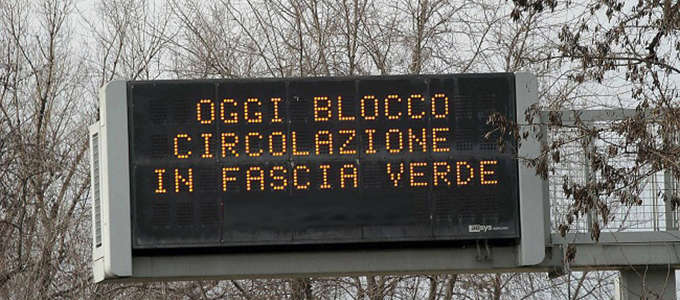 OGGI BLOCCO
CIRCOLAZIONE
IN FASCIA VERDE